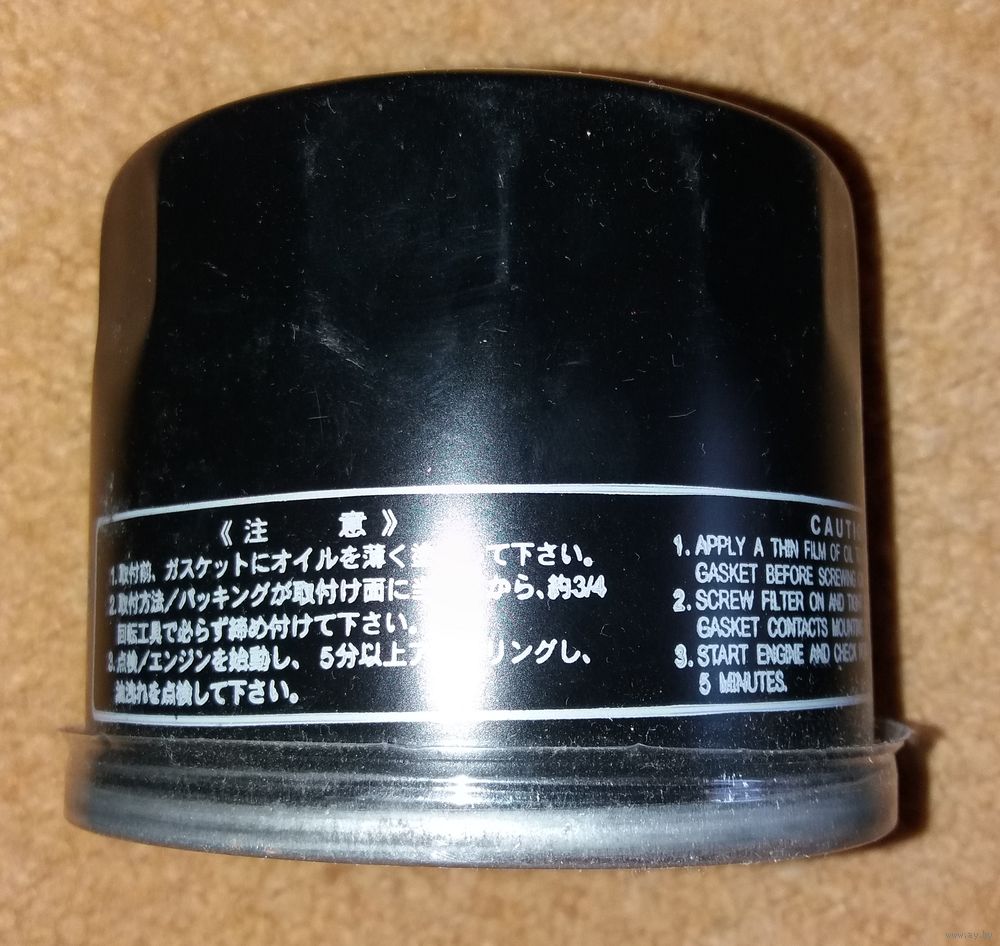 《注 意》
1.取付前、ガスケットにオイルを薄く て下さい。
2.取付方法/パッキングが取付け面に から、約3/4
回転工具で必らず締め付けて下さい.
3.点検/エンジンを始動し、5分以上 リングし、
油洩れを点検して下さい。
1. APPLY A THIN FILM OF OIL
GASKET BEFORE SCREWING
2. SCREW FILTER ON AND
GASKET CONTACTS
3. START ENGINE AND CHECK
5 MINUTES.
www.ay.by